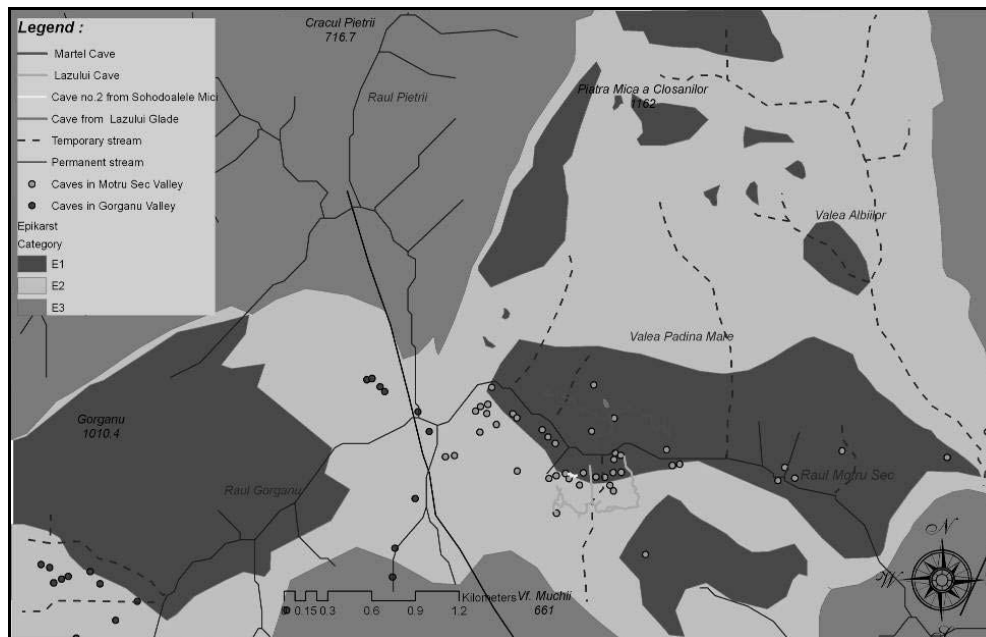 Legend :
Martel Cave
Lazului Cave
Cave no.2 from Sohodoalele Mici
Cave from Lazului Glade
Temporary stream
Permanent stream
Caves in Motru Sec Valley
Caves in Gorganu Valley
Epikarst
Category
E1
E2
E3
Cracul Pietrii
716.7
Raul Pietrii
Piatra Mica a Closanilor
1162
Valea Albiilor
Valea Padina Mare
Gorganu
1010.4
Raul Gorganu
Raul Motru Sec
N
W
S
Kilometers
0 0.15 0.3 0.6 0.9 1.2
Vf. Muchii
661